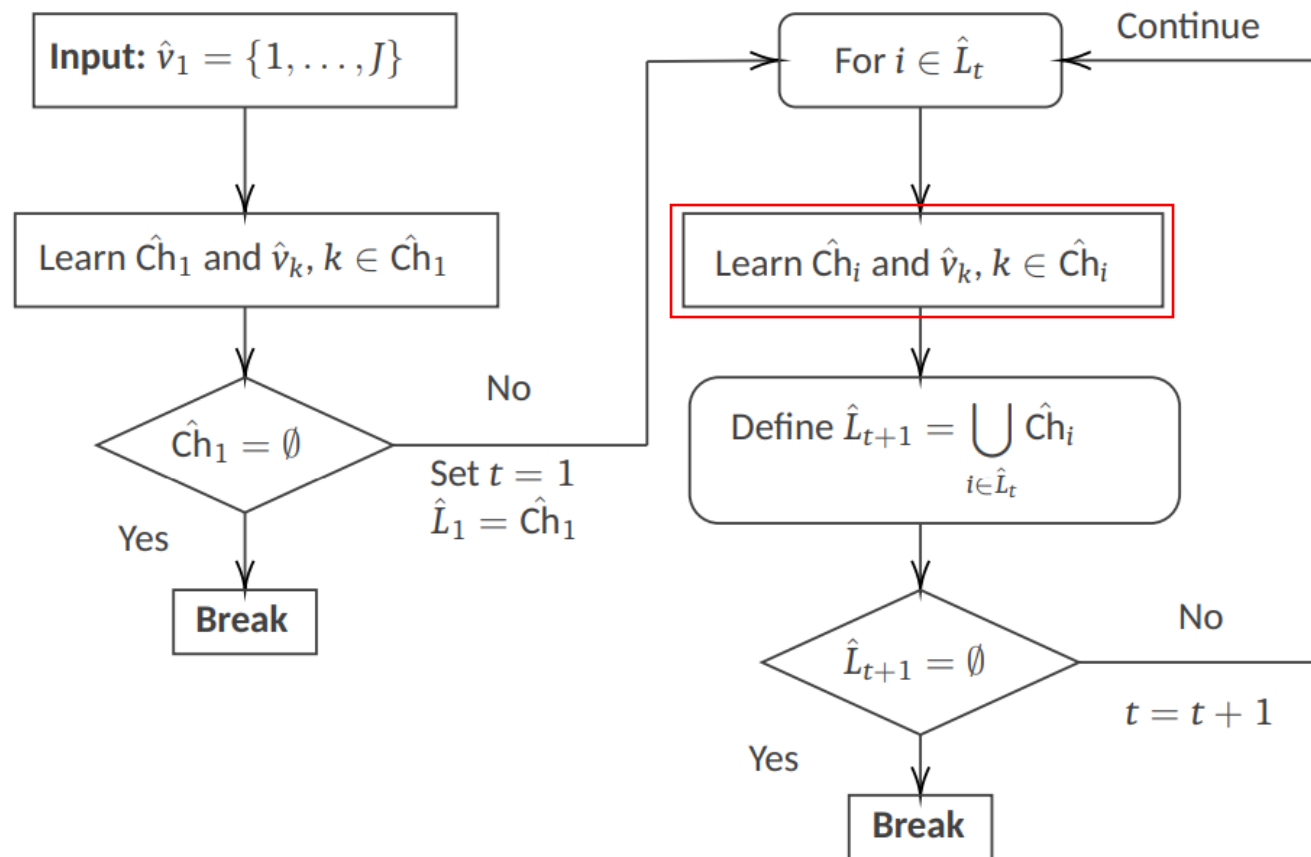 Input: v̂₁ = {1, . . . , J}
Learn Ĉh₁ and v̂ₖ, k ∈ Ĉh₁
Ĉh₁ = ∅
No
Set t = 1
L̂₁ = Ĉh₁
Yes
Break
Continue
For i ∈ L̂ₜ
Learn Ĉhᵢ and v̂ₖ, k ∈ Ĉhᵢ
Define L̂ₜ₊₁ = ⋃ Ĉhᵢ
i∈L̂ₜ
L̂ₜ₊₁ = ∅
No
t = t + 1
Yes
Break